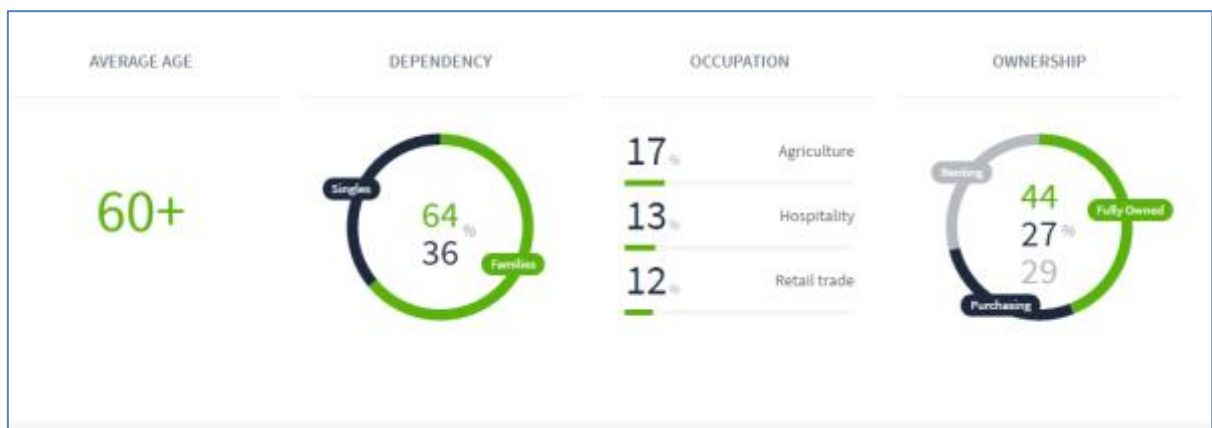 AVERAGE AGE
60+
DEPENDENCY
Singles
64
%
36
Families
OCCUPATION
17 % Agriculture
13 % Hospitality
12 % Retail trade
OWNERSHIP
Renting
44
Fully Owned
27 %
29
Purchasing